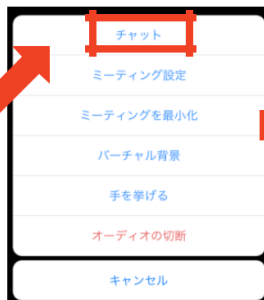 チャット
ミーティング設定
ミーティングを最小化
バーチャル背景
手を挙げる
オーディオの切断
キャンセル